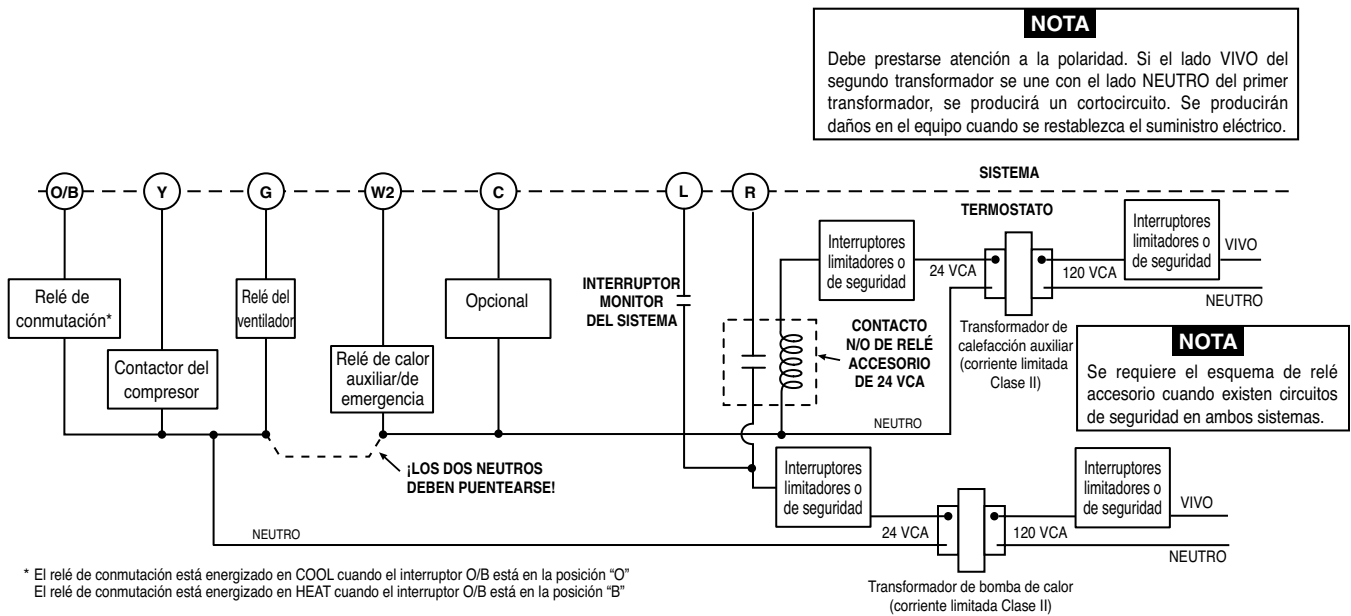 NOTA
Debe prestarse atención a la polaridad. Si el lado VIVO del
segundo transformador se une con el lado NEUTRO del primer
transformador, se producirá un cortocircuito. Se producirán
daños en el equipo cuando se restablezca el suministro eléctrico.
O/B
Y
G
W2
C
L
R
SISTEMA
TERMOSTATO
Relé de
conmutación*
Contactor del
compresor
Relé del
ventilador
Relé de calor
auxiliar/de
emergencia
Opcional
INTERRUPTOR
MONITOR
DEL SISTEMA
CONTACTO
N/O DE RELÉ
ACCESORIO
DE 24 VCA
Interruptores
limitadores o
de seguridad
24 VCA
120 VCA
Interruptores
limitadores o
de seguridad
VIVO
NEUTRO
Transformador de
calefacción auxiliar
(corriente limitada
Clase II)
NOTA
Se requiere el esquema de relé
accesorio cuando existen circuitos
de seguridad en ambos sistemas.
NEUTRO
¡LOS DOS NEUTROS
DEBEN PUENTEARSE!
Interruptores
limitadores o
de seguridad
24 VCA
120 VCA
Interruptores
limitadores o
de seguridad
VIVO
NEUTRO
NEUTRO
Transformador de bomba de calor
(corriente limitada Clase II)
* El relé de conmutación está energizado en COOL cuando el interruptor O/B está en la posición “O”
El relé de conmutación está energizado en HEAT cuando el interruptor O/B está en la posición “B”